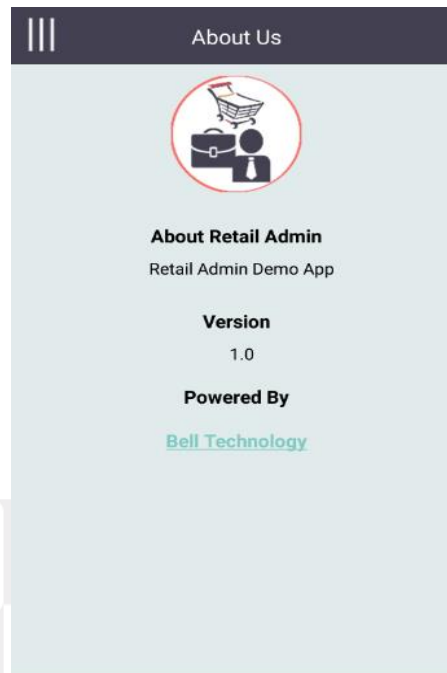 About Us
About Retail Admin
Retail Admin Demo App
Version
1.0
Powered By
Bell Technology